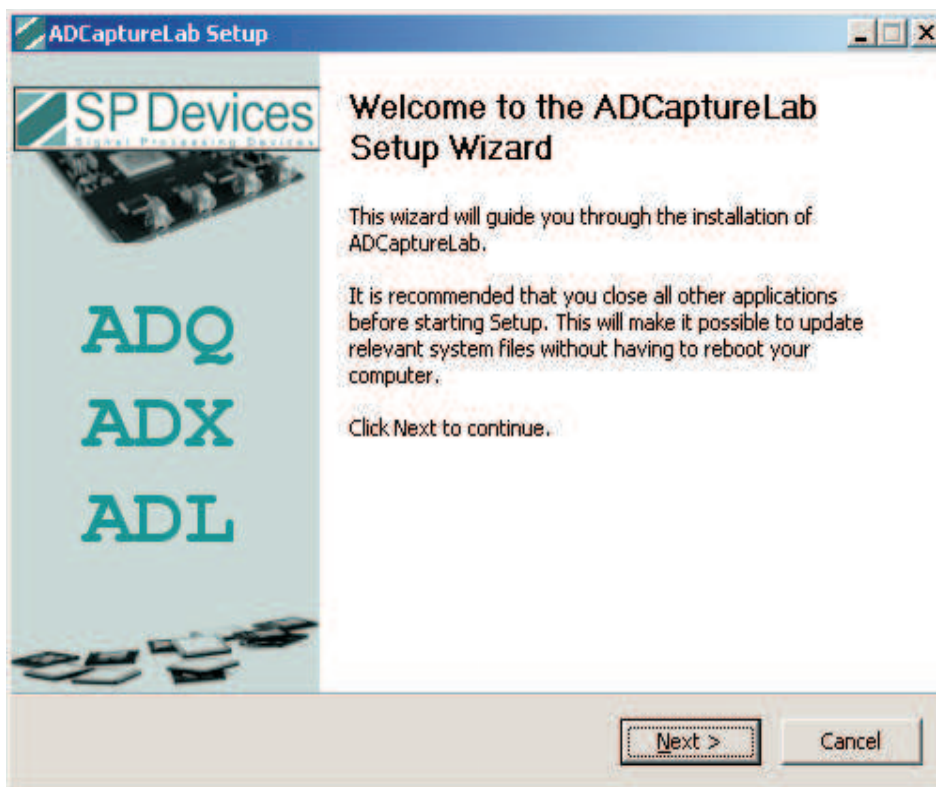 ADCaptureLab Setup
SP Devices
Signal Processing Devices
Welcome to the ADCaptureLab
Setup Wizard
This wizard will guide you through the installation of
ADCaptureLab.
It is recommended that you close all other applications
before starting Setup. This will make it possible to update
relevant system files without having to reboot your
computer.
Click Next to continue.
ADQ
ADX
ADL
Next >
Cancel